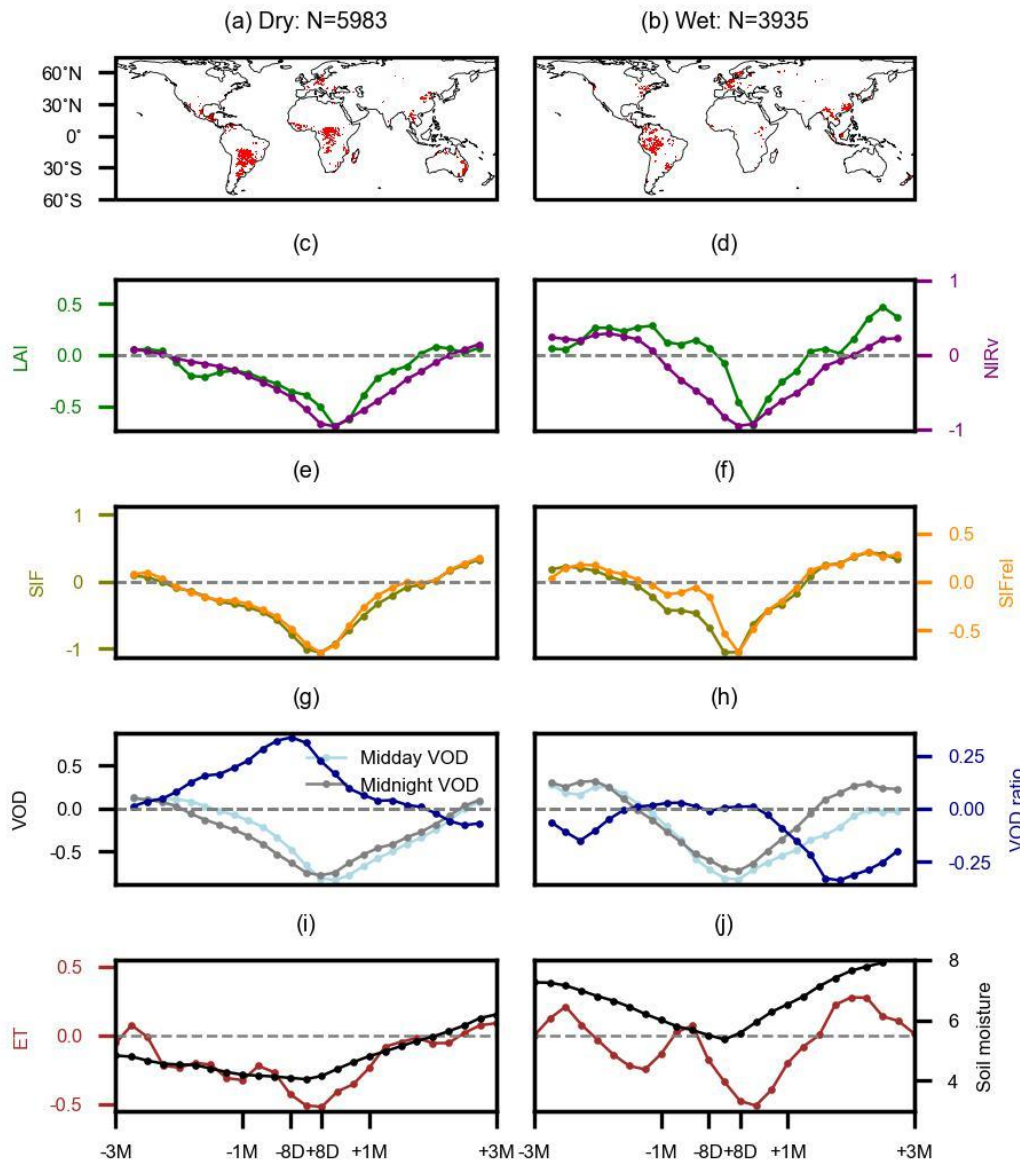 (a) Dry: N=5983
(b) Wet: N=3935
60°N
30°N
0°
30°S
60°S
60°N
30°N
0°
30°S
60°S
(c)
(d)
0.5
0.0
-0.5
LAI
1
0
-1
NIRv
(e)
(f)
1
0
-1
SIF
0.5
0.0
-0.5
SIFrel
(g)
(h)
0.5
0.0
-0.5
VOD
Midday VOD
Midnight VOD
0.25
0.00
-0.25
VOD ratio
(i)
(j)
0.5
0.0
-0.5
ET
8
6
4
Soil moisture
-3M
-1M
-8D
+8D
+1M
+3M
-3M
-1M
-8D
+8D
+1M
+3M